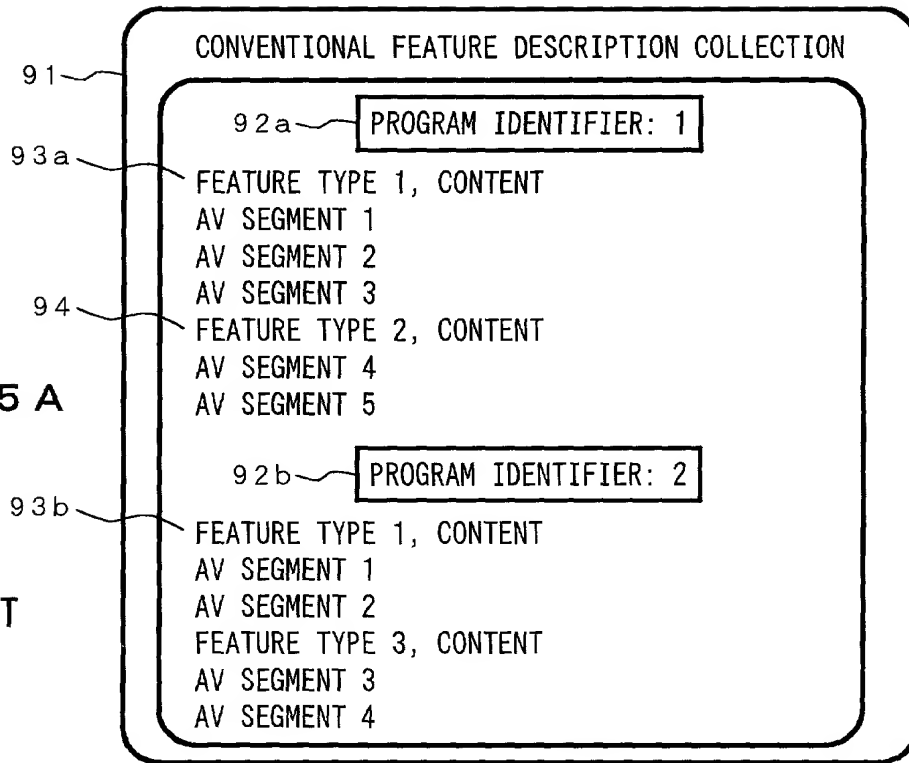 CONVENTIONAL FEATURE DESCRIPTION COLLECTION
91
92a PROGRAM IDENTIFIER: 1
93a
FEATURE TYPE 1, CONTENT
AV SEGMENT 1
AV SEGMENT 2
AV SEGMENT 3
94
FEATURE TYPE 2, CONTENT
AV SEGMENT 4
5 A
AV SEGMENT 5
92b PROGRAM IDENTIFIER: 2
93b
FEATURE TYPE 1, CONTENT
AV SEGMENT 1
AV SEGMENT 2
T
FEATURE TYPE 3, CONTENT
AV SEGMENT 3
AV SEGMENT 4